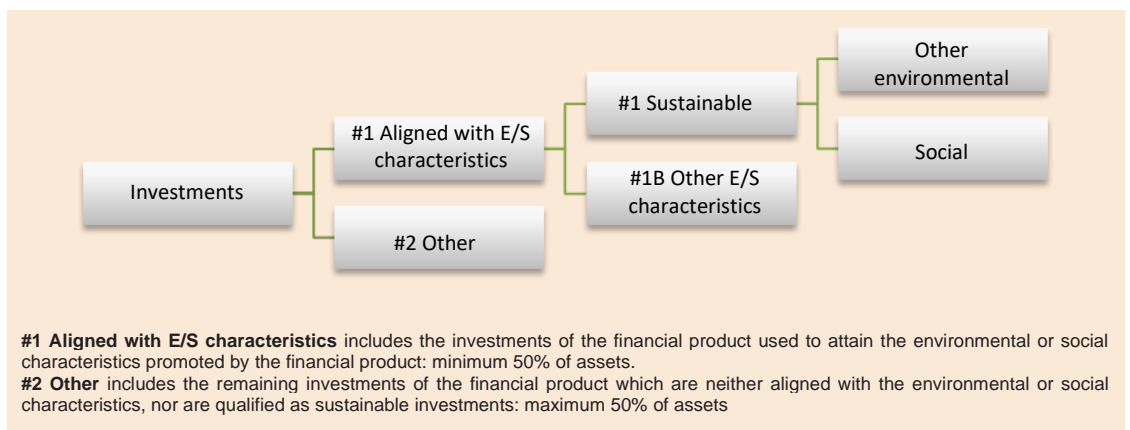 Investments
#1 Aligned with E/S
characteristics
#2 Other
#1 Sustainable
#1B Other E/S
characteristics
Other
environmental
Social
#1 Aligned with E/S characteristics includes the investments of the financial product used to attain the environmental or social
characteristics promoted by the financial product: minimum 50% of assets.
#2 Other includes the remaining investments of the financial product which are neither aligned with the environmental or social
characteristics, nor are qualified as sustainable investments: maximum 50% of assets